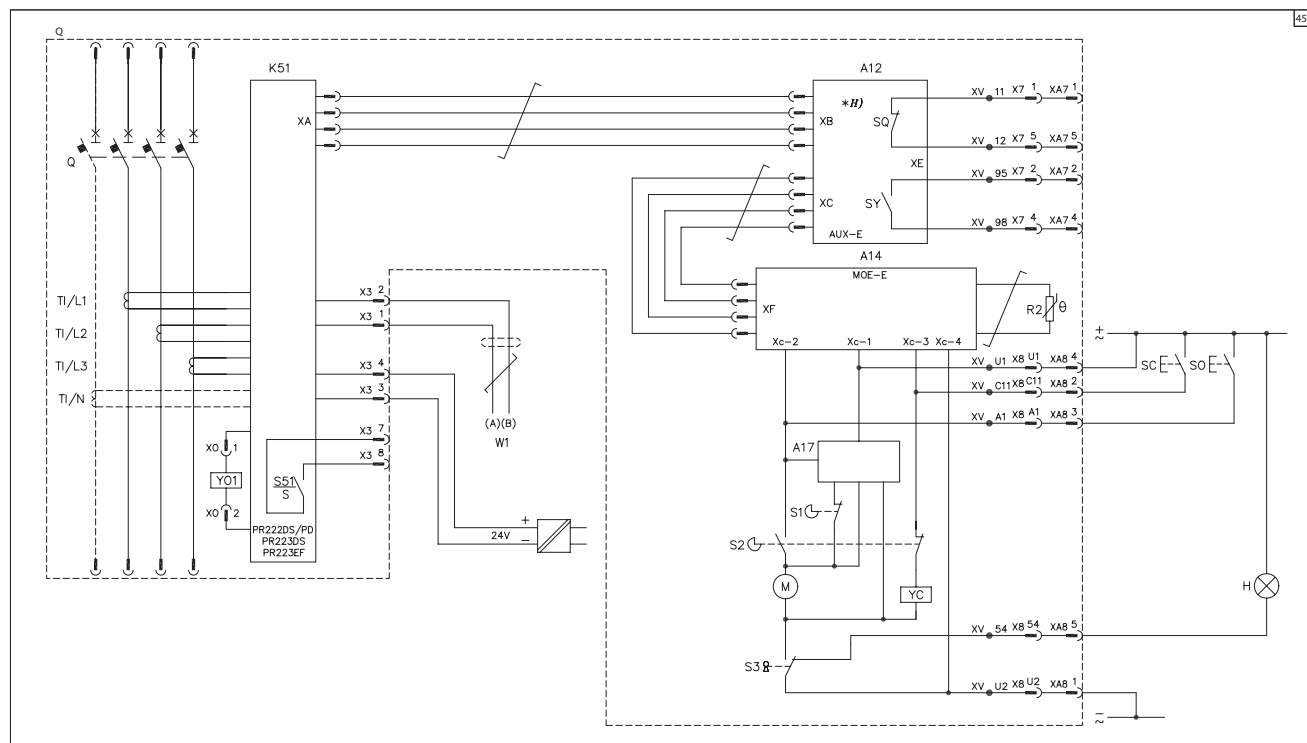 45
Q
K51
A12
XA
*H)
XB
SQ
XE
XC
SY
AUX-E
XV 11 X7 1 XA7 1
XV 12 X7 5 XA7 5
XV 95 X7 2 XA7 2
XV 98 X7 4 XA7 4
Q
A14
MOE-E
XF
R2 θ
Xc-2 Xc-1 Xc-3 Xc-4
TI/L1
TI/L2
TI/L3
TI/N
X3 2
X3 1
X3 4
X3 3
X3 7
X3 8
(A)(B)
W1
+
~
SC
SO
XV U1 X8 U1 XA8 4
XV C11 X8 C11 XA8 2
XV A1 X8 A1 XA8 3
X0 1
YO1
X0 2
S51
S
PR222DS/PD
PR223DS
PR223EF
24V
+
−
A17
S1
S2
M
YC
H
XV 54 X8 54 XA8 5
S3
XV U2 X8 U2 XA8 1
−
~